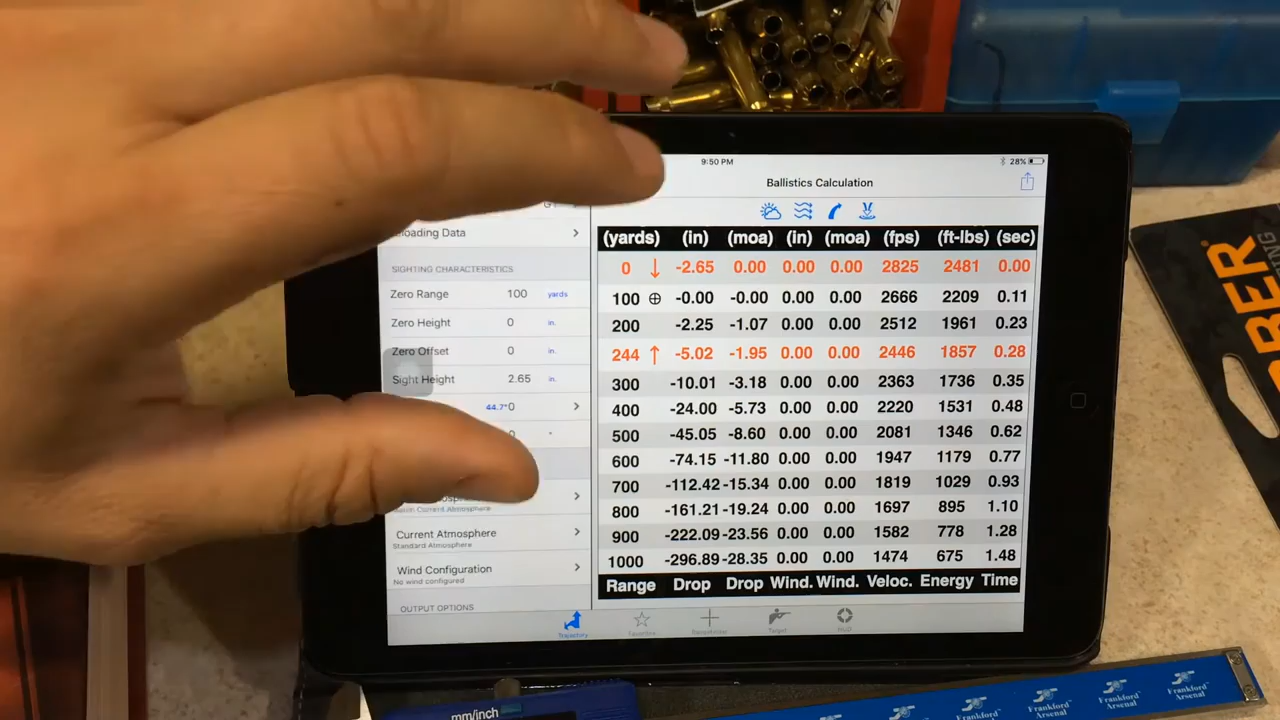 9:50 PM
28%
Ballistics Calculation
loading Data
SIGHTING CHARACTERISTICS
Zero Range 100 yards
Zero Height 0 in.
Zero Offset 0 in.
Sight Height 2.65 in.
44.7° 0
Current Atmosphere
Standard Atmosphere
Wind Configuration
No wind configured
OUTPUT OPTIONS
(yards) (in) (moa) (in) (moa) (fps) (ft-lbs) (sec)
0 ↓ -2.65 0.00 0.00 0.00 2825 2481 0.00
100 ⊕ -0.00 -0.00 0.00 0.00 2666 2209 0.11
200 -2.25 -1.07 0.00 0.00 2512 1961 0.23
244 ↑ -5.02 -1.95 0.00 0.00 2446 1857 0.28
300 -10.01 -3.18 0.00 0.00 2363 1736 0.35
400 -24.00 -5.73 0.00 0.00 2220 1531 0.48
500 -45.05 -8.60 0.00 0.00 2081 1346 0.62
600 -74.15 -11.80 0.00 0.00 1947 1179 0.77
700 -112.42 -15.34 0.00 0.00 1819 1029 0.93
800 -161.21 -19.24 0.00 0.00 1697 895 1.10
900 -222.09 -23.56 0.00 0.00 1582 778 1.28
1000 -296.89 -28.35 0.00 0.00 1474 675 1.48
Range Drop Drop Wind. Wind. Veloc. Energy Time
Trajectory
Target
HUD
BER
mm/inch
Frankford Arsenal
Frankford Arsenal
Frankford Arsenal
Frankford Arsenal